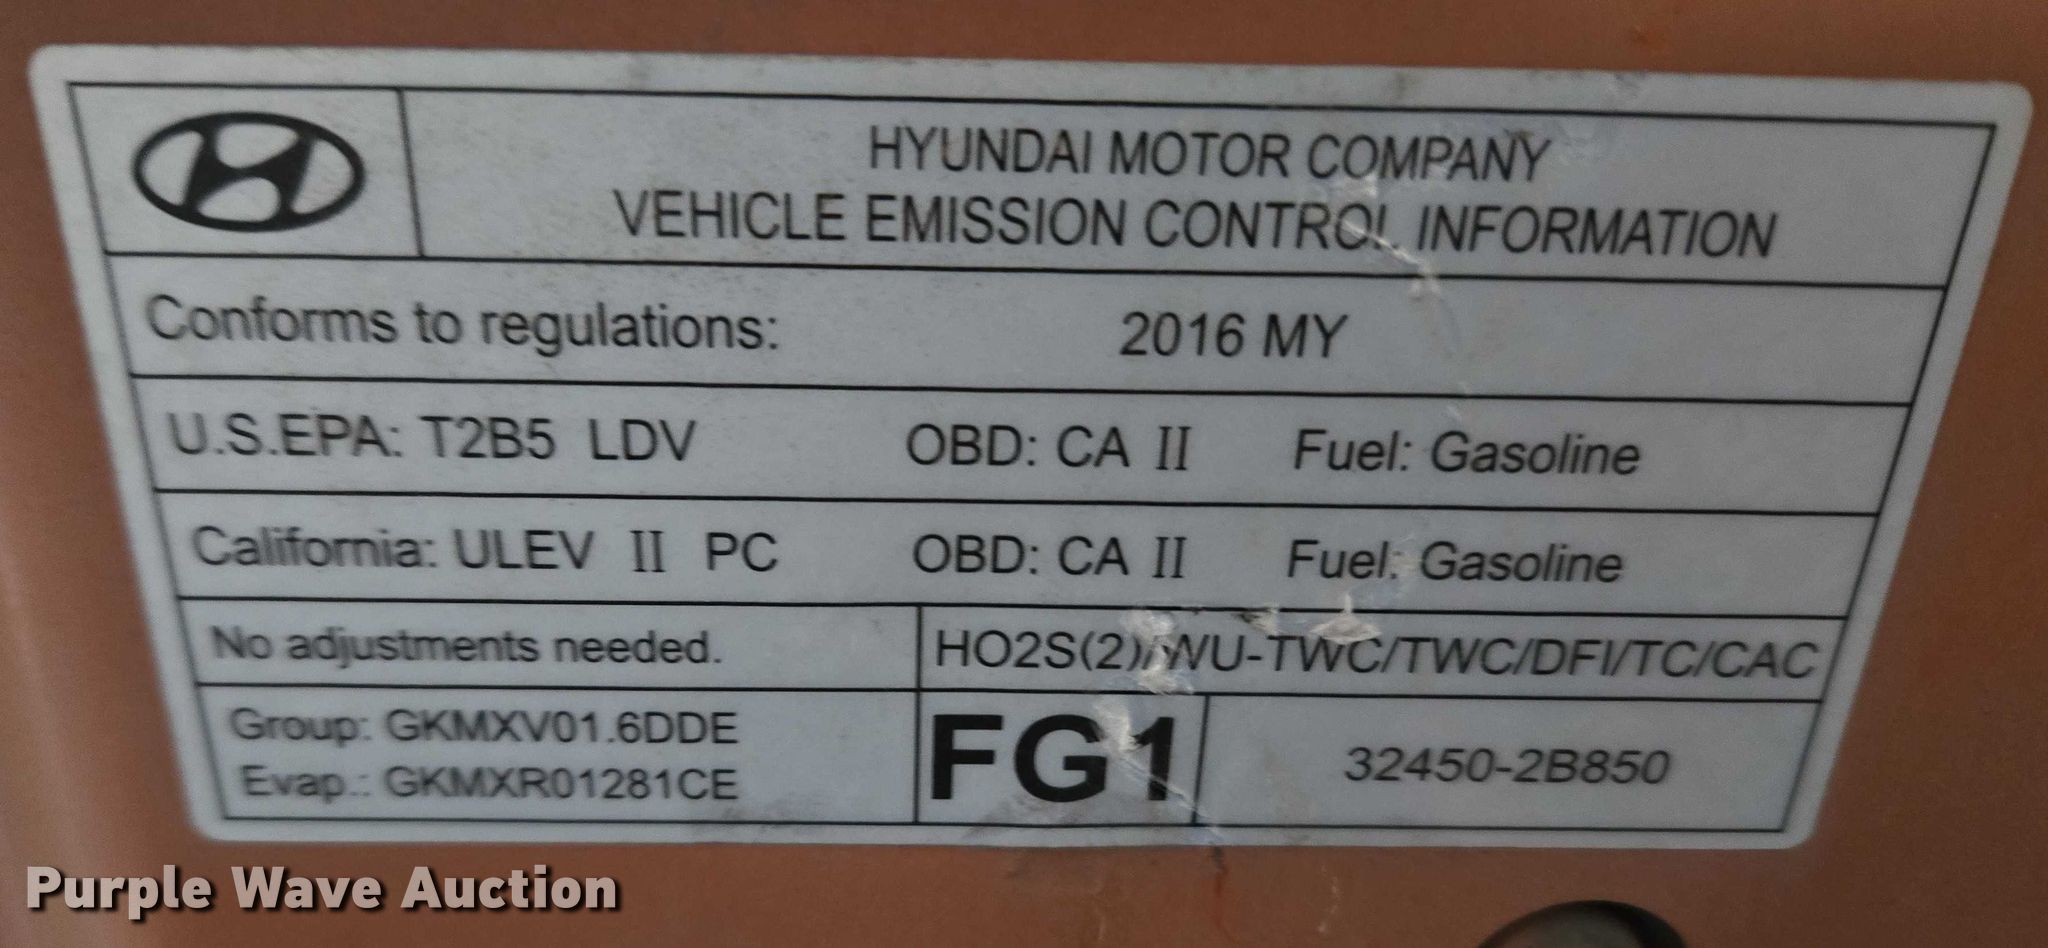 HYUNDAI MOTOR COMPANY
VEHICLE EMISSION CONTROL INFORMATION
Conforms to regulations: 2016 MY
U.S.EPA: T2B5 LDV OBD: CA II Fuel: Gasoline
California: ULEV II PC OBD: CA II Fuel: Gasoline
No adjustments needed. HO2S(2)/WU-TWC/TWC/DFI/TC/CAC
Group: GKMXV01.6DDE
Evap.: GKMXR01281CE
FG1
32450-2B850
Purple Wave Auction